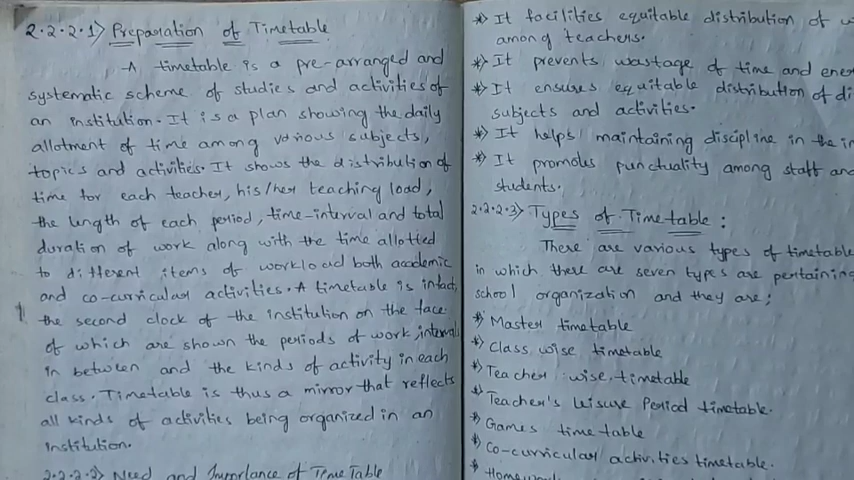 2.2.2.1) Preparation of Timetable
A timetable is a pre-arranged and
systematic scheme of studies and activities of
an institution. It is a plan showing the daily
allotment of time among various subjects,
topics and activities. It shows the distribution of
time for each teacher, his/her teaching load,
the length of each period, time-interval and total
duration of work along with the time allotted
to different items of workload both academic
and co-curricular activities. A timetable is infact,
the second clock of the institution on the face
of which are shown the periods of work, interval
in between and the kinds of activity in each
class. Timetable is thus a mirror that reflects
all kinds of activities being organized in an
institution.
2.2.2.2) Need and Importance of Time Table
* It facilities equitable distribution of
among teachers.
* It prevents wastage of time and
* It ensures equitable distribution of
subjects and activities.
* It helps maintaining discipline in the
* It promotes punctuality among staff and
students.
2.2.2.3) Types of Timetable :
There are various types of timetable
in which there are seven types are pertaining
school organization and they are;
* Master timetable
* Class wise timetable
* Teacher wise timetable
* Teacher's leisure Period timetable.
* Games time table
* Co-curricular activities timetable.